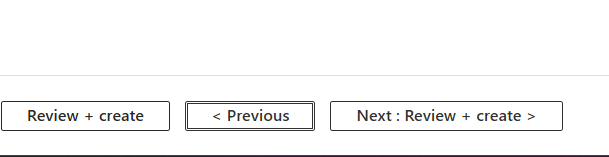 Review + create
< Previous
Next : Review + create >